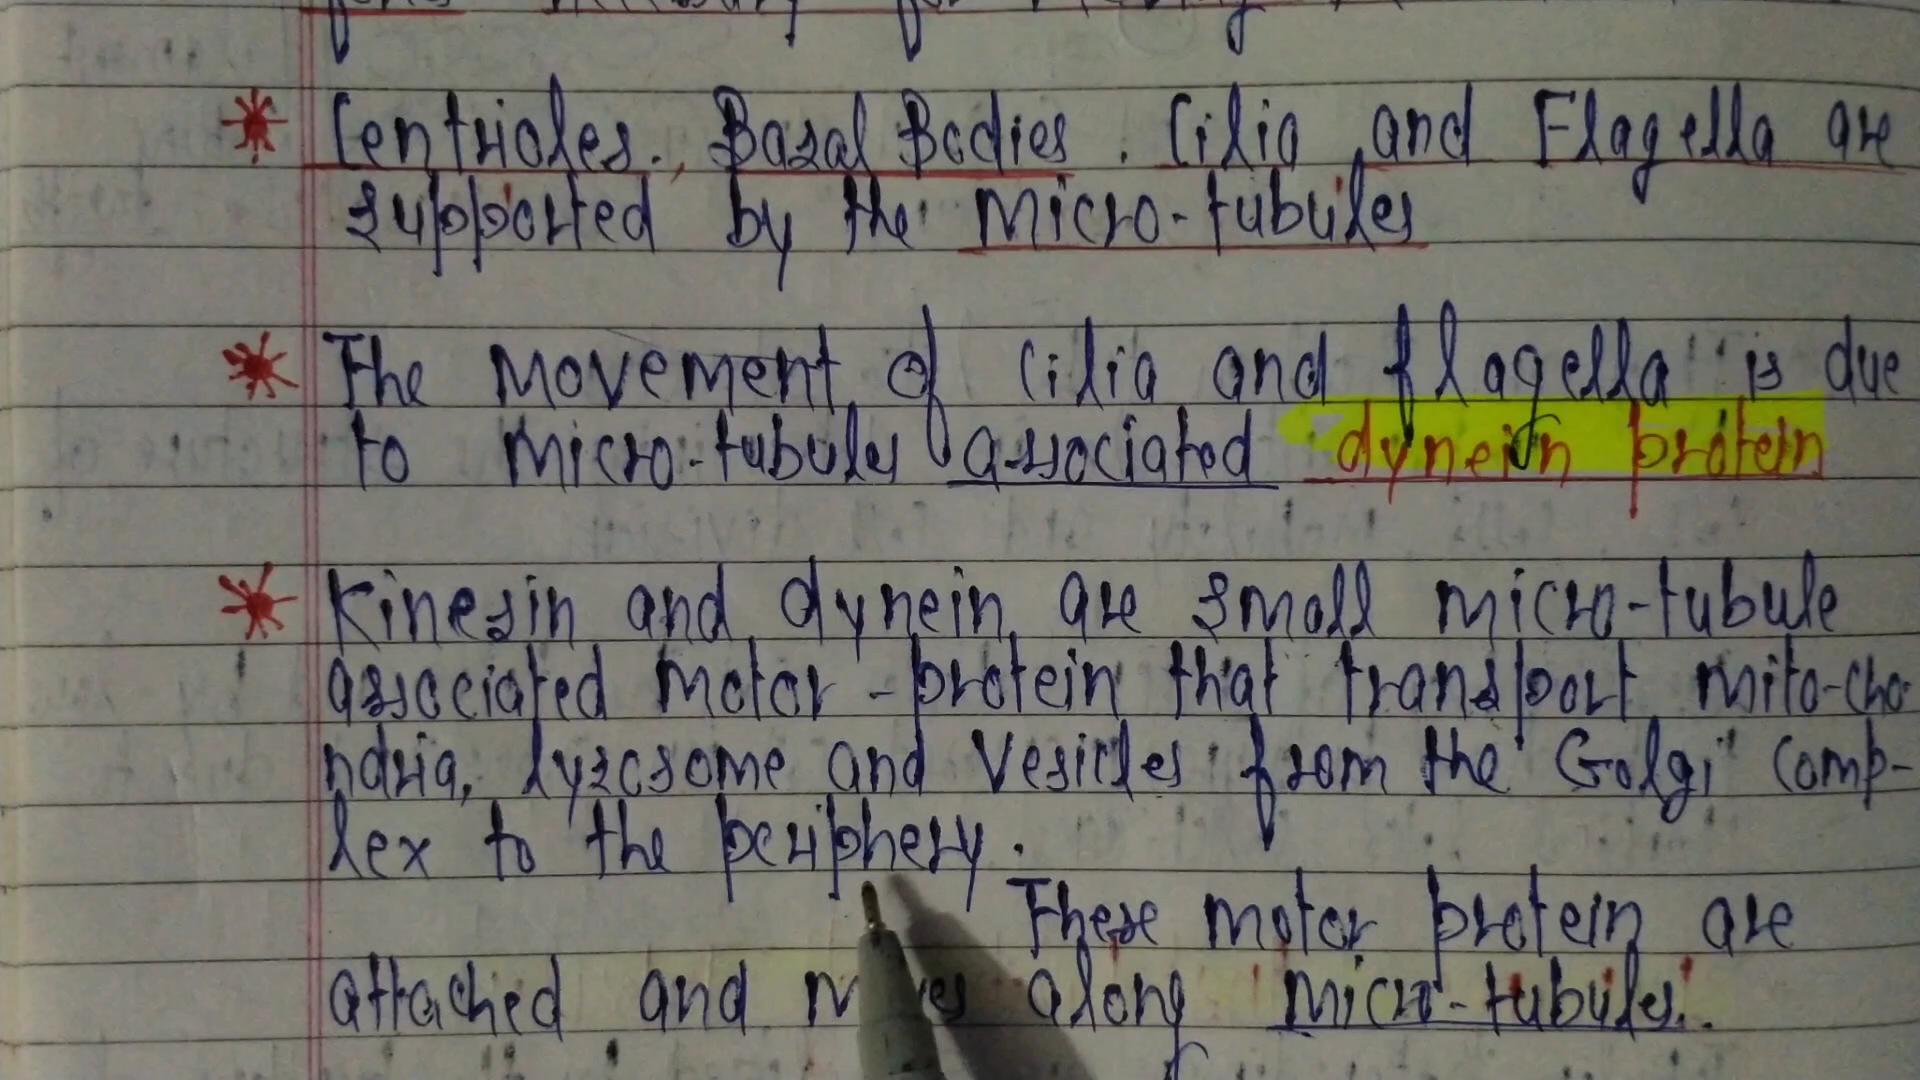 * Centrioles, Basal Bodies, Cilia and Flagella are
supported by the Micro-tubules
* The Movement of Cilia and flagella is due
to micro-tubules associated dynein protein
* Kinesin and dynein are small micro-tubule
associated motor-protein that transport mito-cho-
ndria, lysosome and Vesicles from the Golgi Comp-
lex to the periphery.
These motor protein are
attached and along micro-tubules.